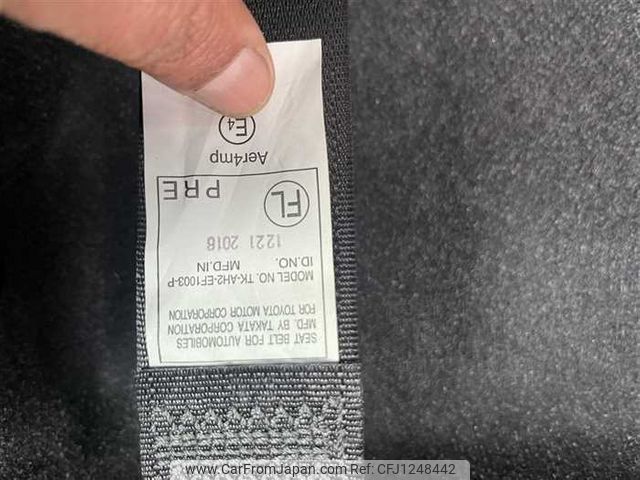 SEAT BELT FOR AUTOMOBILES
MFD. BY TAKATA CORPORATION
FOR TOYOTA MOTOR CORPORATION
MODEL NO. TK-AH2-EF1003-P
ID.NO. MFD.IN
1221 2018
FL PRE
Aer4mp
E4
www.CarFromJapan.com CFJ1248442